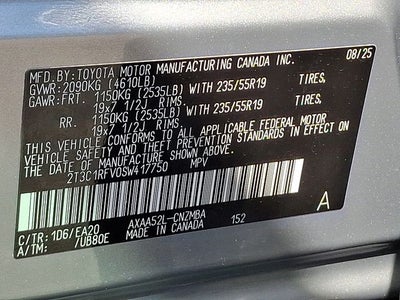 MFD. BY: TOYOTA MOTOR MANUFACTURING CANADA INC. 08/25
GVWR: 2090KG (4610LB)
GAWR: FRT. 1150KG (2535LB) WITH 235/55R19 TIRES,
19x7 1/2J RIMS,
RR. 1150KG (2535LB) WITH 235/55R19 TIRES,
19x7 1/2J RIMS,
THIS VEHICLE CONFORMS TO ALL APPLICABLE FEDERAL MOTOR
VEHICLE SAFETY AND THEFT PREVENTION STANDARDS IN EFFECT ON
THE DATE OF MANUFACTURE SHOWN ABOVE.
2T3C1RFV0SW417750 MPV
C/TR: 1D6/EA20 AXAA52L-CNZMBA 152 A
A/TM: 7UB80E MADE IN CANADA